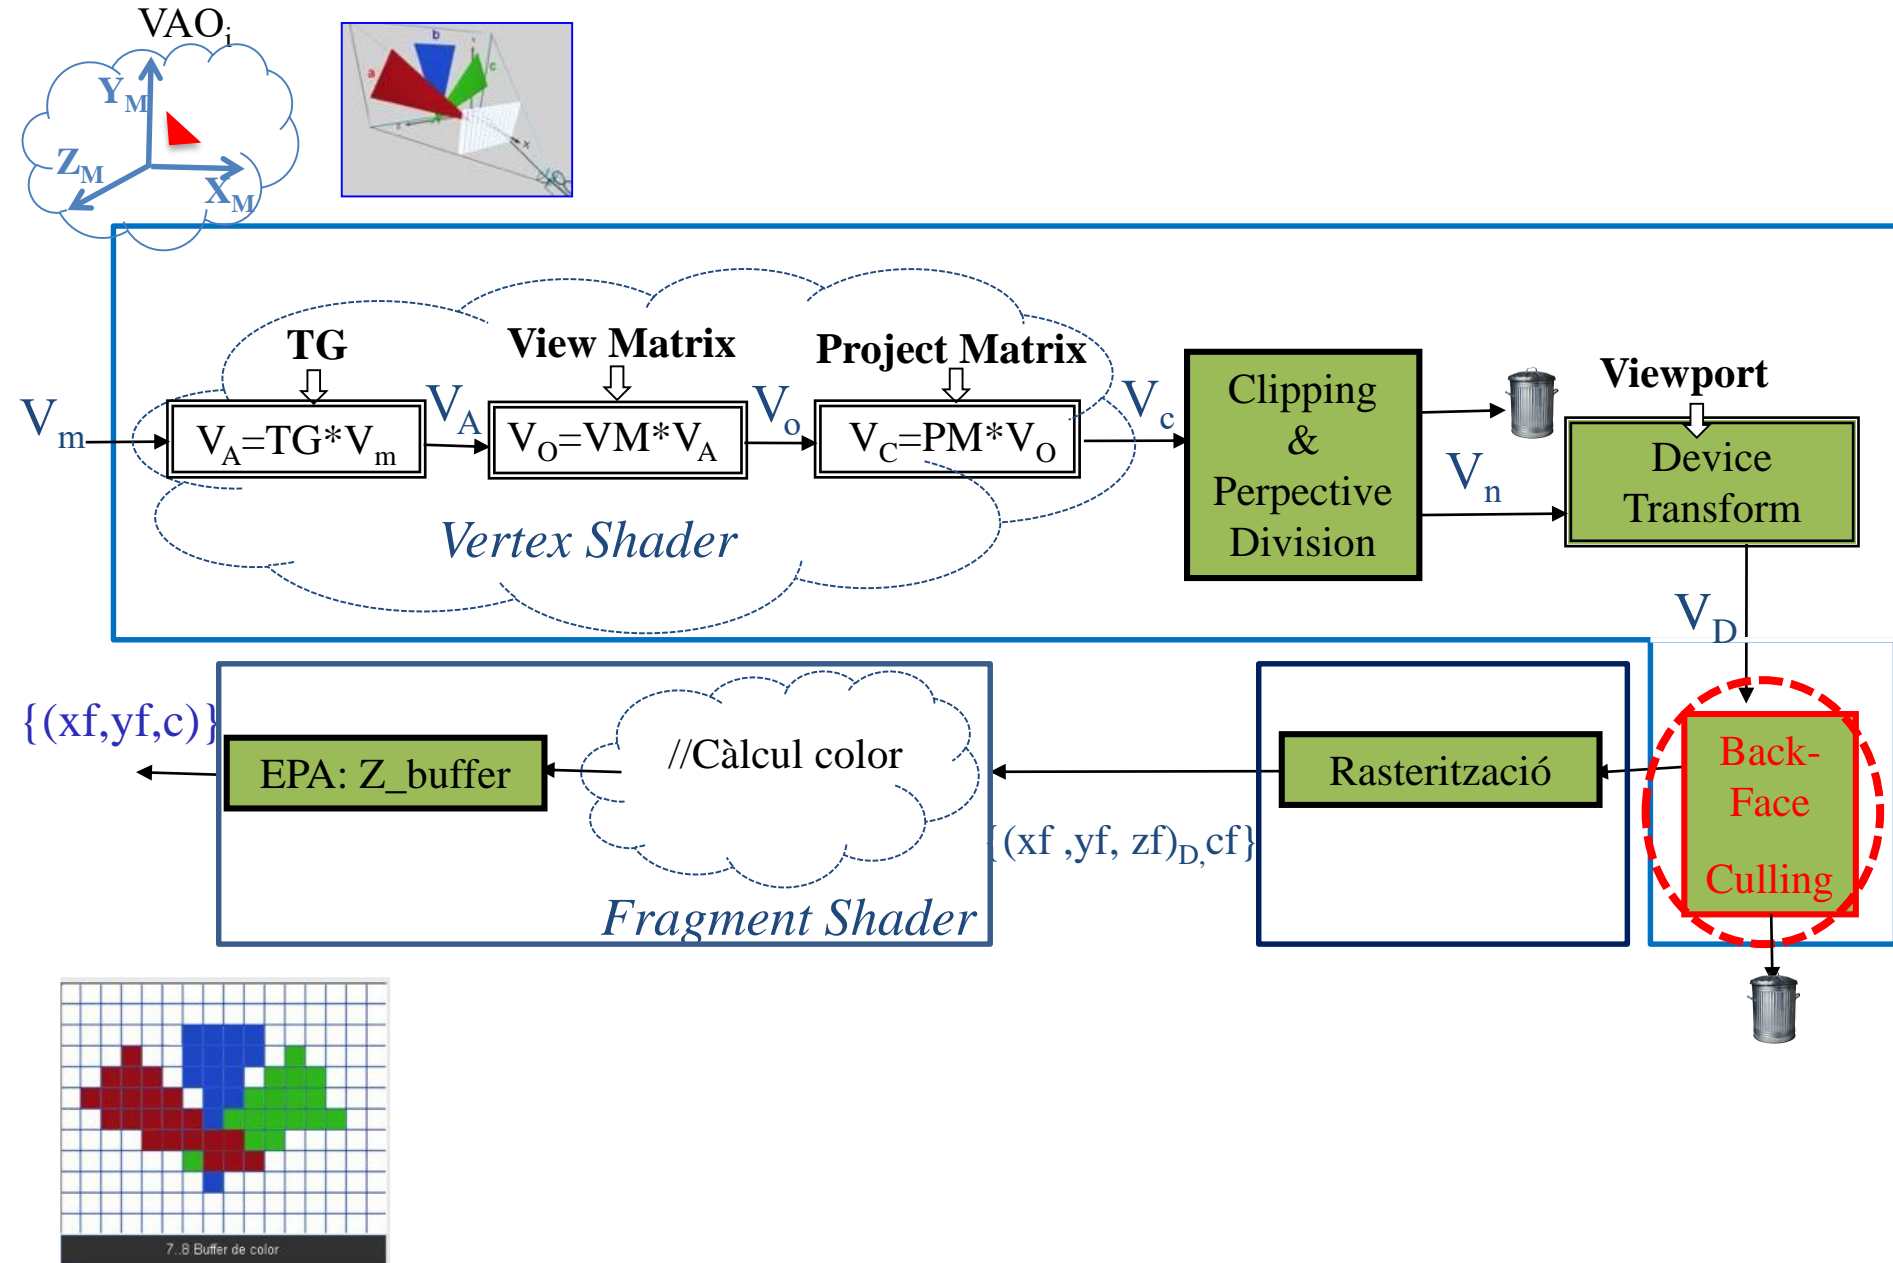 VAOi
YM
ZM
XM
a
b
c
x
TG
View Matrix
Project Matrix
Viewport
Vm
VA=TG*Vm
VA
VO=VM*VA
Vo
VC=PM*VO
Vc
Clipping
&
Perpective
Division
Vn
Device
Transform
Vertex Shader
VD
{(xf,yf,c)}
EPA: Z_buffer
//Càlcul color
Fragment Shader
{(xf ,yf, zf)D,cf}
Rasterització
Back-
Face
Culling
7..8 Buffer de color